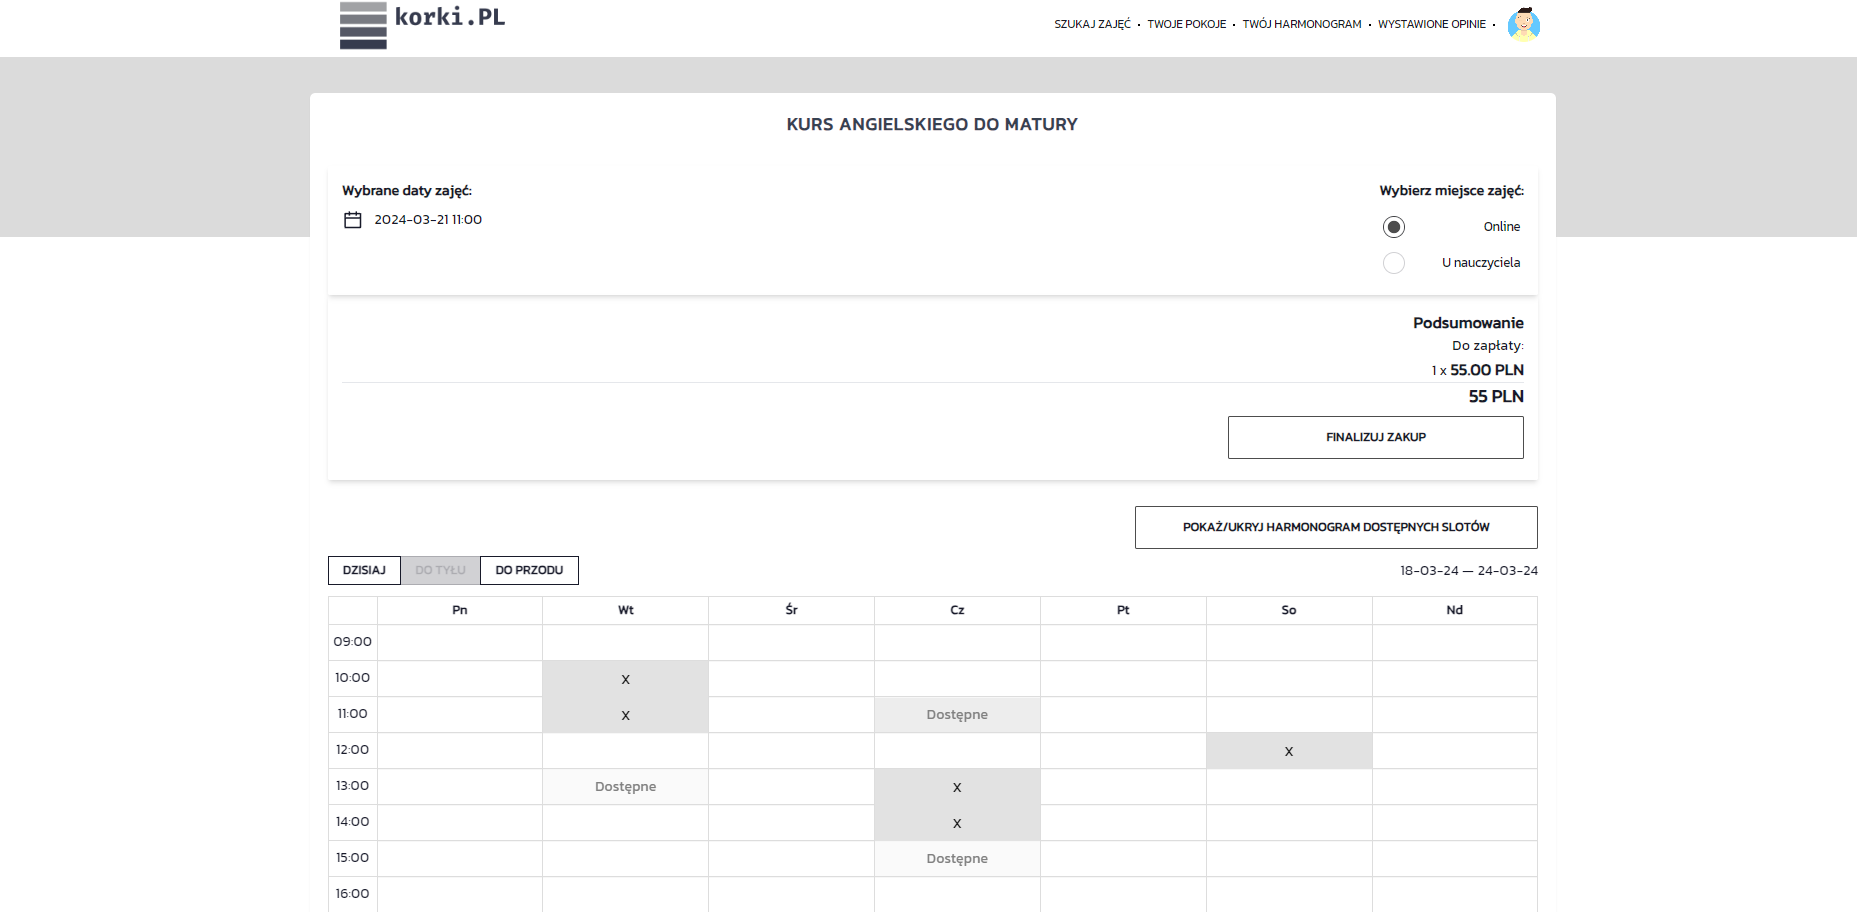 korki.PL
SZUKAJ ZAJĘĆ • TWOJE POKOJE • TWÓJ HARMONOGRAM • WYSTAWIONE OPINIE •
KURS ANGIELSKIEGO DO MATURY
Wybrane daty zajęć:
2024-03-21 11:00
Wybierz miejsce zajęć:
Online
U nauczyciela
Podsumowanie
Do zapłaty:
1 x 55.00 PLN
55 PLN
FINALIZUJ ZAKUP
POKAŻ/UKRYJ HARMONOGRAM DOSTĘPNYCH SLOTÓW
DZISIAJ DO TYŁU DO PRZODU 18-03-24 — 24-03-24
Pn Wt Śr Cz Pt So Nd
09:00
10:00 X
11:00 X Dostępne
12:00 X
13:00 Dostępne X
14:00 X
15:00 Dostępne
16:00